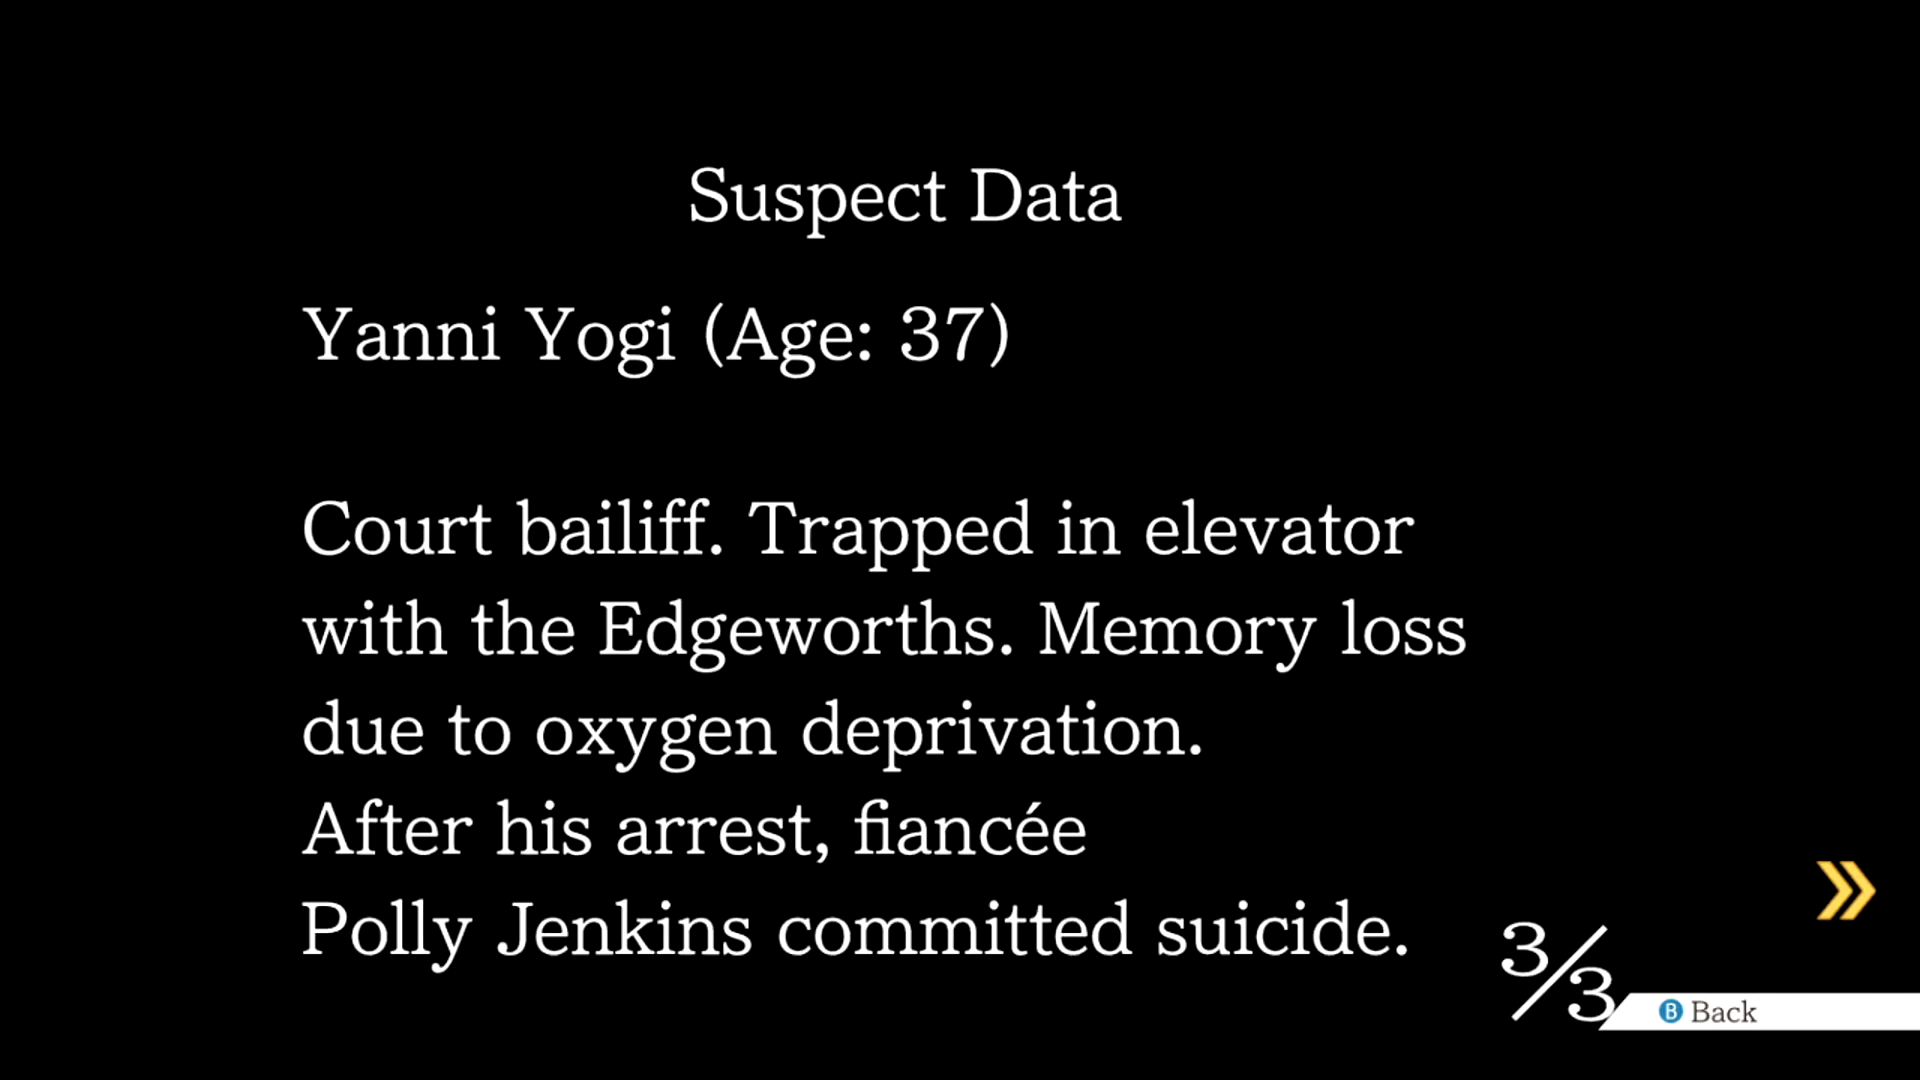 Suspect Data
Yanni Yogi (Age: 37)
Court bailiff. Trapped in elevator
with the Edgeworths. Memory loss
due to oxygen deprivation.
After his arrest, fiancée
Polly Jenkins committed suicide.
3/3
B Back